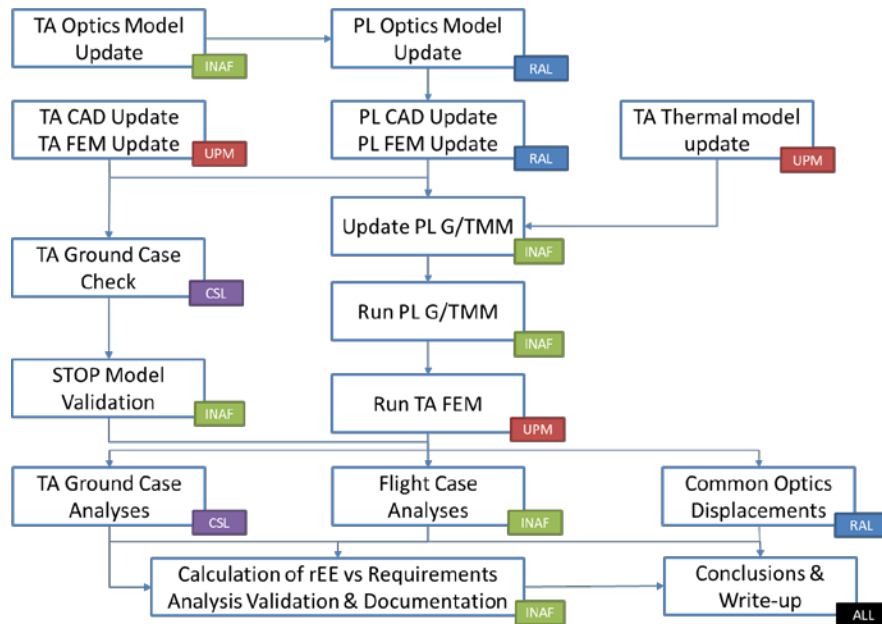 TA Optics Model
Update
INAF
PL Optics Model
Update
RAL
TA CAD Update
TA FEM Update
UPM
PL CAD Update
PL FEM Update
RAL
TA Thermal model
update
UPM
Update PL G/TMM
INAF
TA Ground Case
Check
CSL
Run PL G/TMM
INAF
STOP Model
Validation
INAF
Run TA FEM
UPM
TA Ground Case
Analyses
CSL
Flight Case
Analyses
INAF
Common Optics
Displacements
RAL
Calculation of rEE vs Requirements
Analysis Validation & Documentation
INAF
Conclusions &
Write-up
ALL